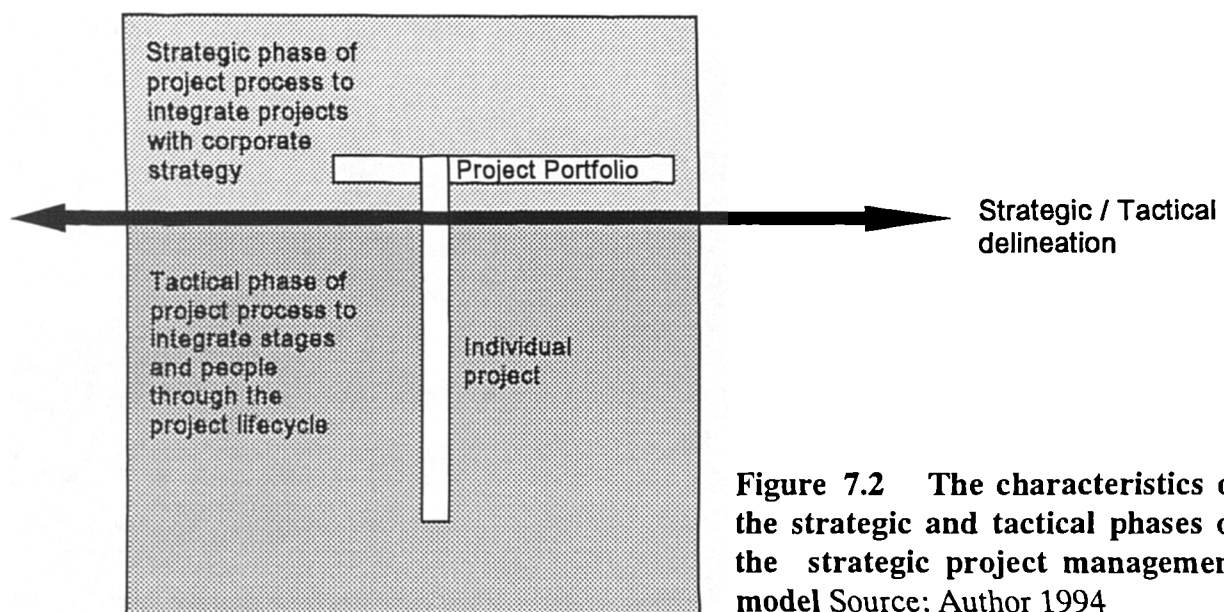 Strategic phase of
project process to
integrate projects
with corporate
strategy
Project Portfolio
Strategic / Tactical
delineation
Tactical phase of
project process to
integrate stages
and people
through the
project lifecycle
Individual
project
Figure 7.2 The characteristics o
the strategic and tactical phases o
the strategic project managemen
model Source: Author 1994